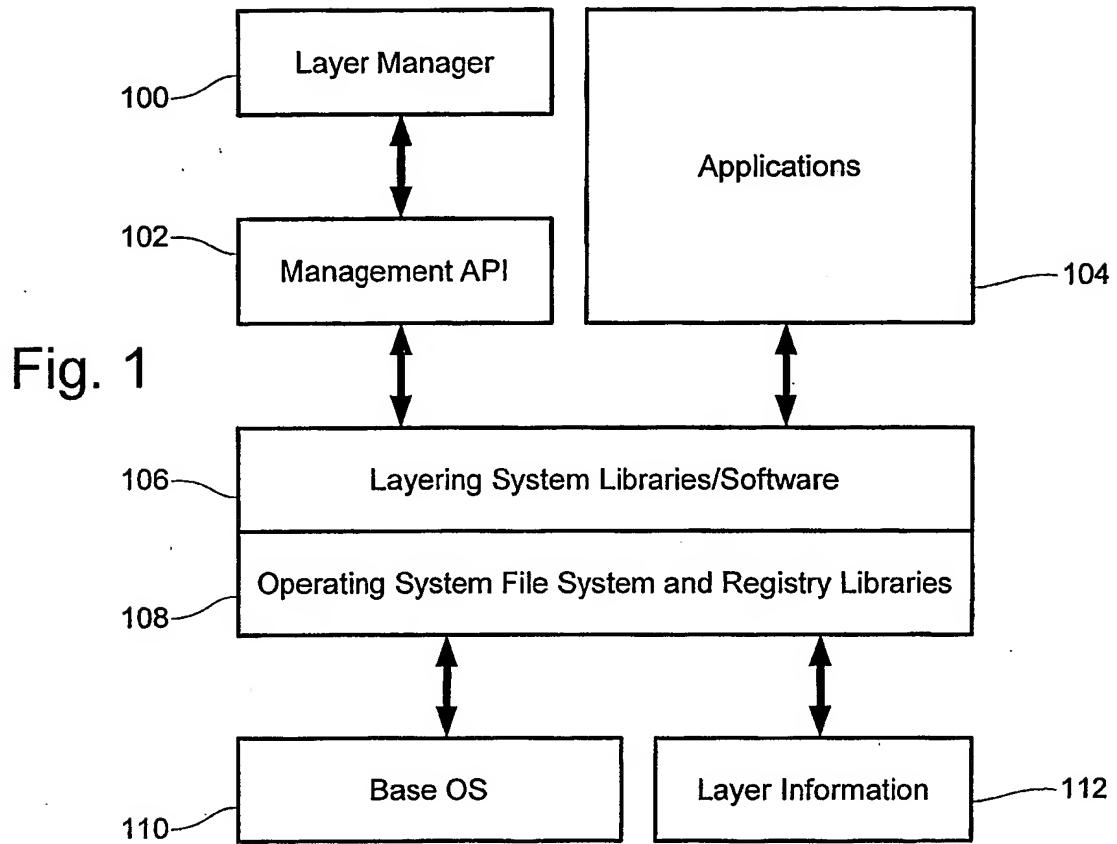 Layer Manager
100
Applications
102
Management API
104
Fig. 1
106
Layering System Libraries/Software
Operating System File System and Registry Libraries
108
Base OS
Layer Information
112
110